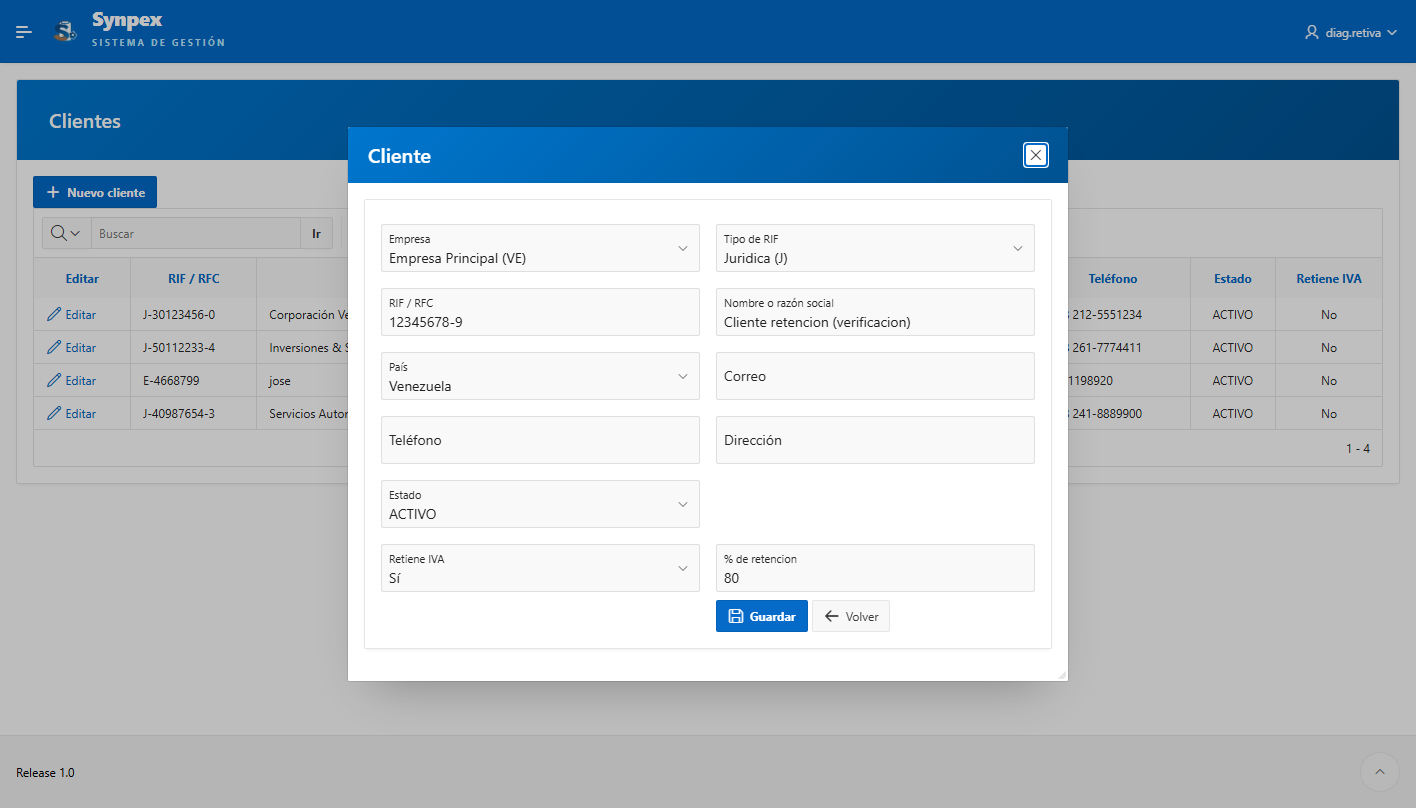 Synpex
SISTEMA DE GESTIÓN
diag.retiva
Clientes
Nuevo cliente
Buscar
Ir
Editar RIF / RFC Teléfono Estado Retiene IVA
Editar J-30123456-0 Corporación 212-5551234 ACTIVO No
Editar J-50112233-4 Inversiones & 261-7774411 ACTIVO No
Editar E-4668799 jose 1198920 ACTIVO No
Editar J-40987654-3 Servicios 241-8889900 ACTIVO No
1 - 4
Cliente
Empresa
Empresa Principal (VE)
Tipo de RIF
Juridica (J)
RIF / RFC
12345678-9
Nombre o razón social
Cliente retencion (verificacion)
País
Venezuela
Correo
Teléfono
Dirección
Estado
ACTIVO
Retiene IVA
Sí
% de retencion
80
Guardar
Volver
Release 1.0